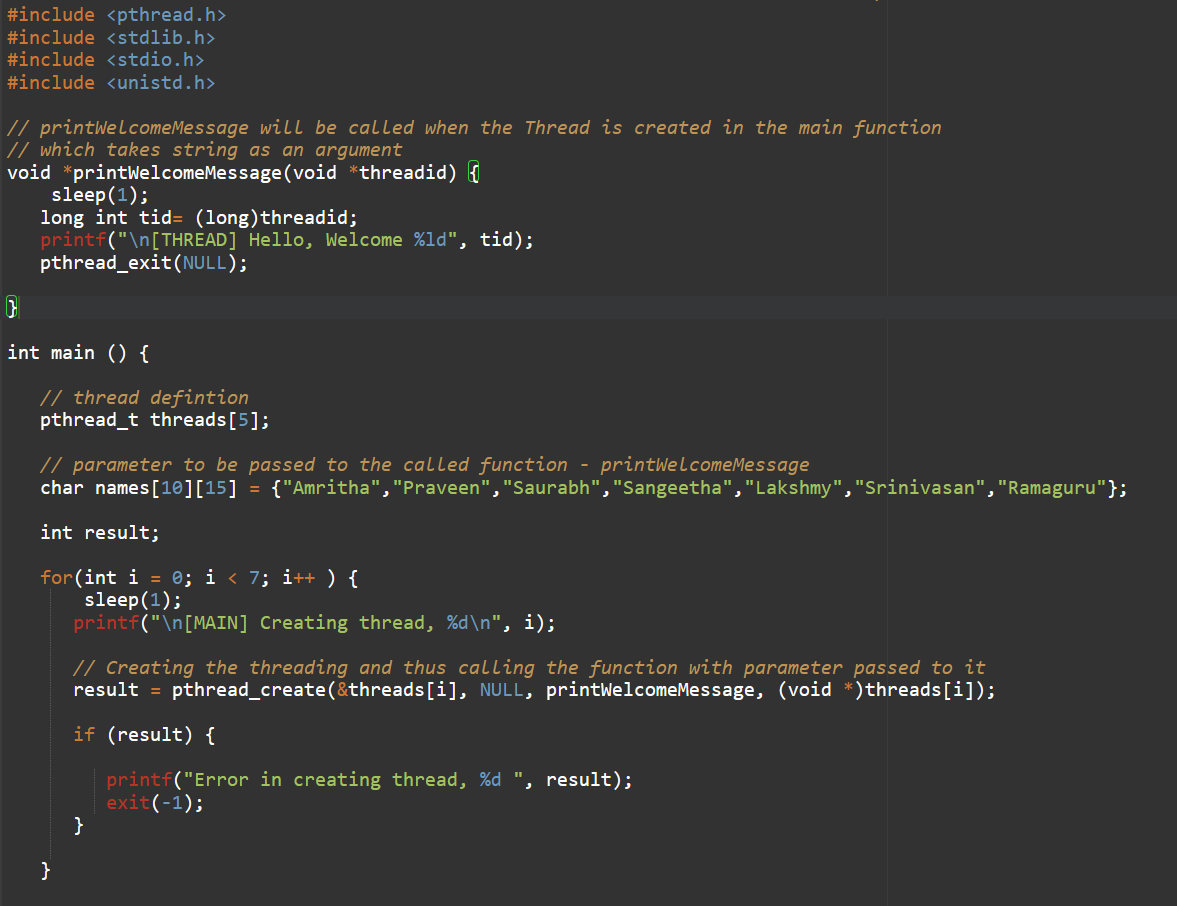 #include <pthread.h>
#include <stdlib.h>
#include <stdio.h>
#include <unistd.h>
// printWelcomeMessage will be called when the Thread is created in the main function
// which takes string as an argument
void *printWelcomeMessage(void *threadid) {
sleep(1);
long int tid= (long)threadid;
printf("\n[THREAD] Hello, Welcome %ld", tid);
pthread_exit(NULL);
}
int main () {
// thread defintion
pthread_t threads[5];
// parameter to be passed to the called function - printWelcomeMessage
char names[10][15] = {"Amritha","Praveen","Saurabh","Sangeetha","Lakshmy","Srinivasan","Ramaguru"};
int result;
for(int i = 0; i < 7; i++ ) {
sleep(1);
printf("\n[MAIN] Creating thread, %d\n", i);
// Creating the threading and thus calling the function with parameter passed to it
result = pthread_create(&threads[i], NULL, printWelcomeMessage, (void *)threads[i]);
if (result) {
printf("Error in creating thread, %d ", result);
exit(-1);
}
}